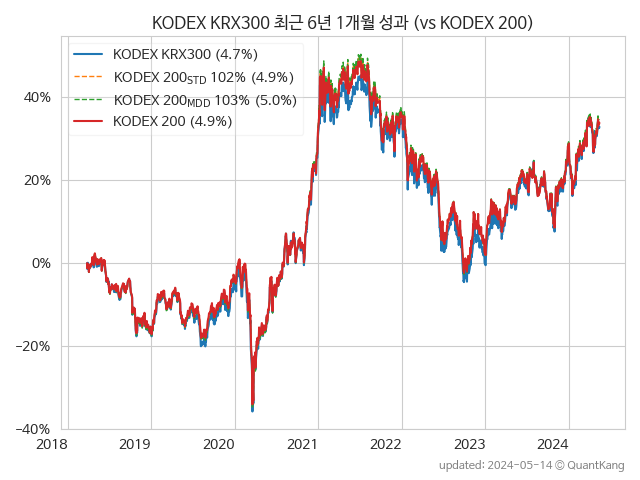 KODEX KRX300 최근 6년 1개월 성과 (vs KODEX 200)
KODEX KRX300 (4.7%)
KODEX 200STD 102% (4.9%)
KODEX 200MDD 103% (5.0%)
KODEX 200 (4.9%)
40%
20%
0%
−20%
−40%
2018 2019 2020 2021 2022 2023 2024
updated: 2024-05-14 © QuantKang